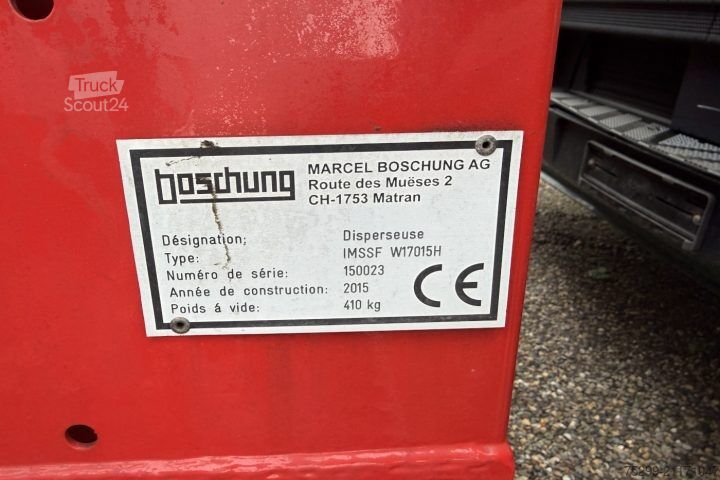 Truck
Scout24
boschung
MARCEL BOSCHUNG AG
Route des Muëses 2
CH-1753 Matran
Désignation; Disperseuse
Type: IMSSF W17015H
Numéro de série: 150023
Année de construction: 2015
Poids á vide: 410 kg
CE